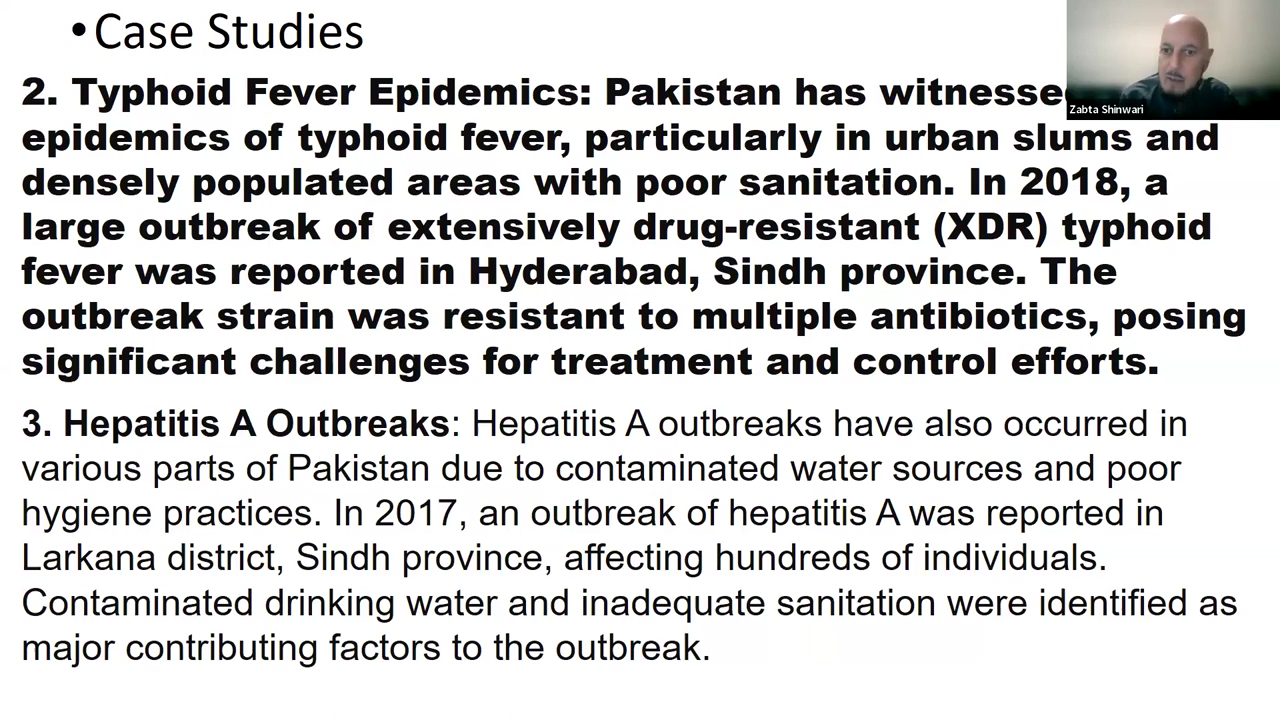 • Case Studies
2. Typhoid Fever Epidemics: Pakistan has witnesse
Zabta Shinwari
epidemics of typhoid fever, particularly in urban slums and
densely populated areas with poor sanitation. In 2018, a
large outbreak of extensively drug-resistant (XDR) typhoid
fever was reported in Hyderabad, Sindh province. The
outbreak strain was resistant to multiple antibiotics, posing
significant challenges for treatment and control efforts.
3. Hepatitis A Outbreaks: Hepatitis A outbreaks have also occurred in
various parts of Pakistan due to contaminated water sources and poor
hygiene practices. In 2017, an outbreak of hepatitis A was reported in
Larkana district, Sindh province, affecting hundreds of individuals.
Contaminated drinking water and inadequate sanitation were identified as
major contributing factors to the outbreak.